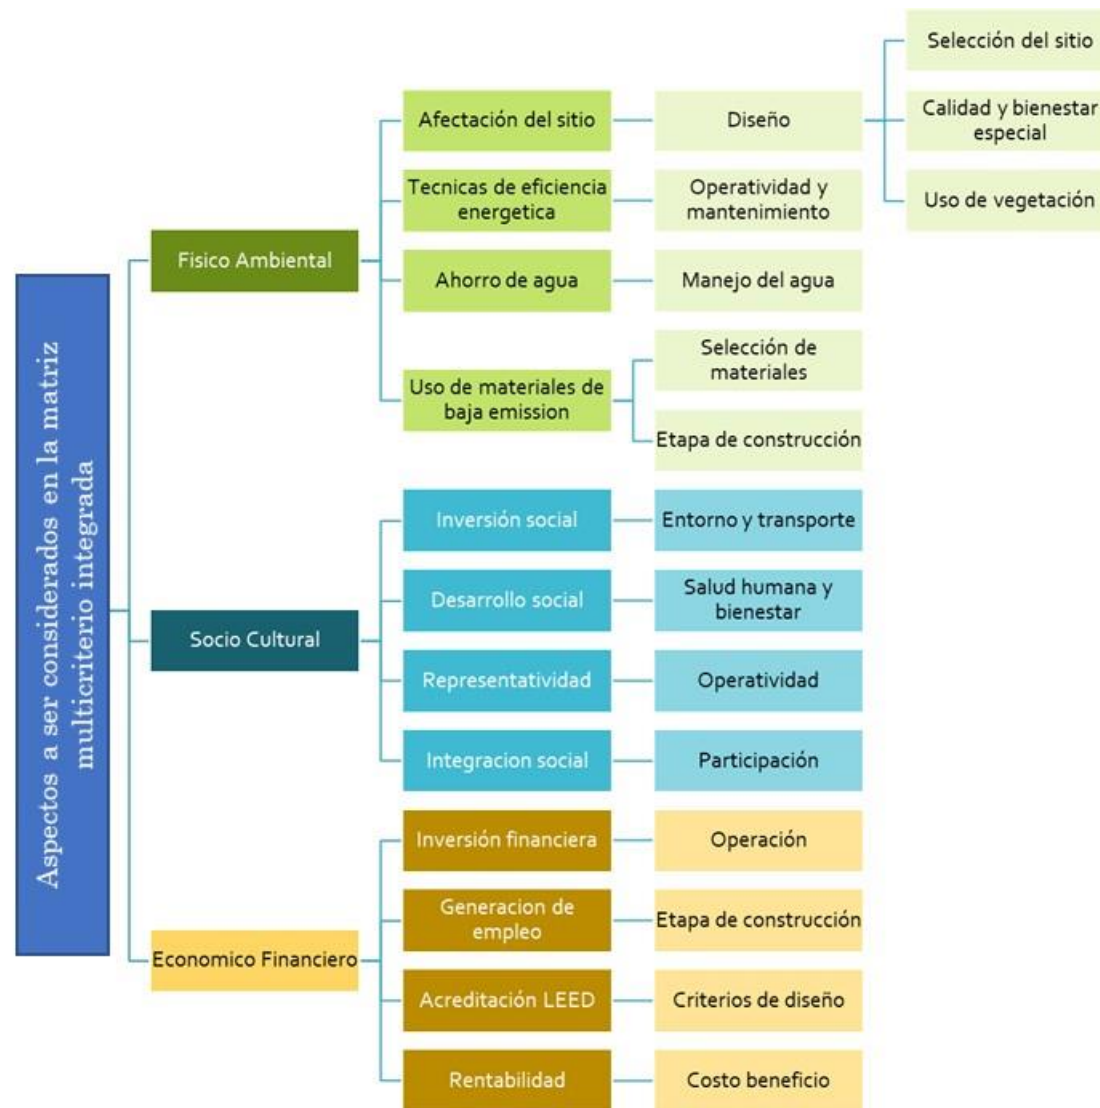 Aspectos a ser considerados en la matriz
multicriterio integrada
Fisico Ambiental
Afectación del sitio
Diseño
Selección del sitio
Calidad y bienestar
especial
Uso de vegetación
Tecnicas de eficiencia
energetica
Operatividad y
mantenimiento
Ahorro de agua
Manejo del agua
Uso de materiales de
baja emission
Selección de
materiales
Etapa de construcción
Socio Cultural
Inversión social
Entorno y transporte
Desarrollo social
Salud humana y
bienestar
Representatividad
Operatividad
Integracion social
Participación
Economico Financiero
Inversión financiera
Operación
Generacion de
empleo
Etapa de construcción
Acreditación LEED
Criterios de diseño
Rentabilidad
Costo beneficio